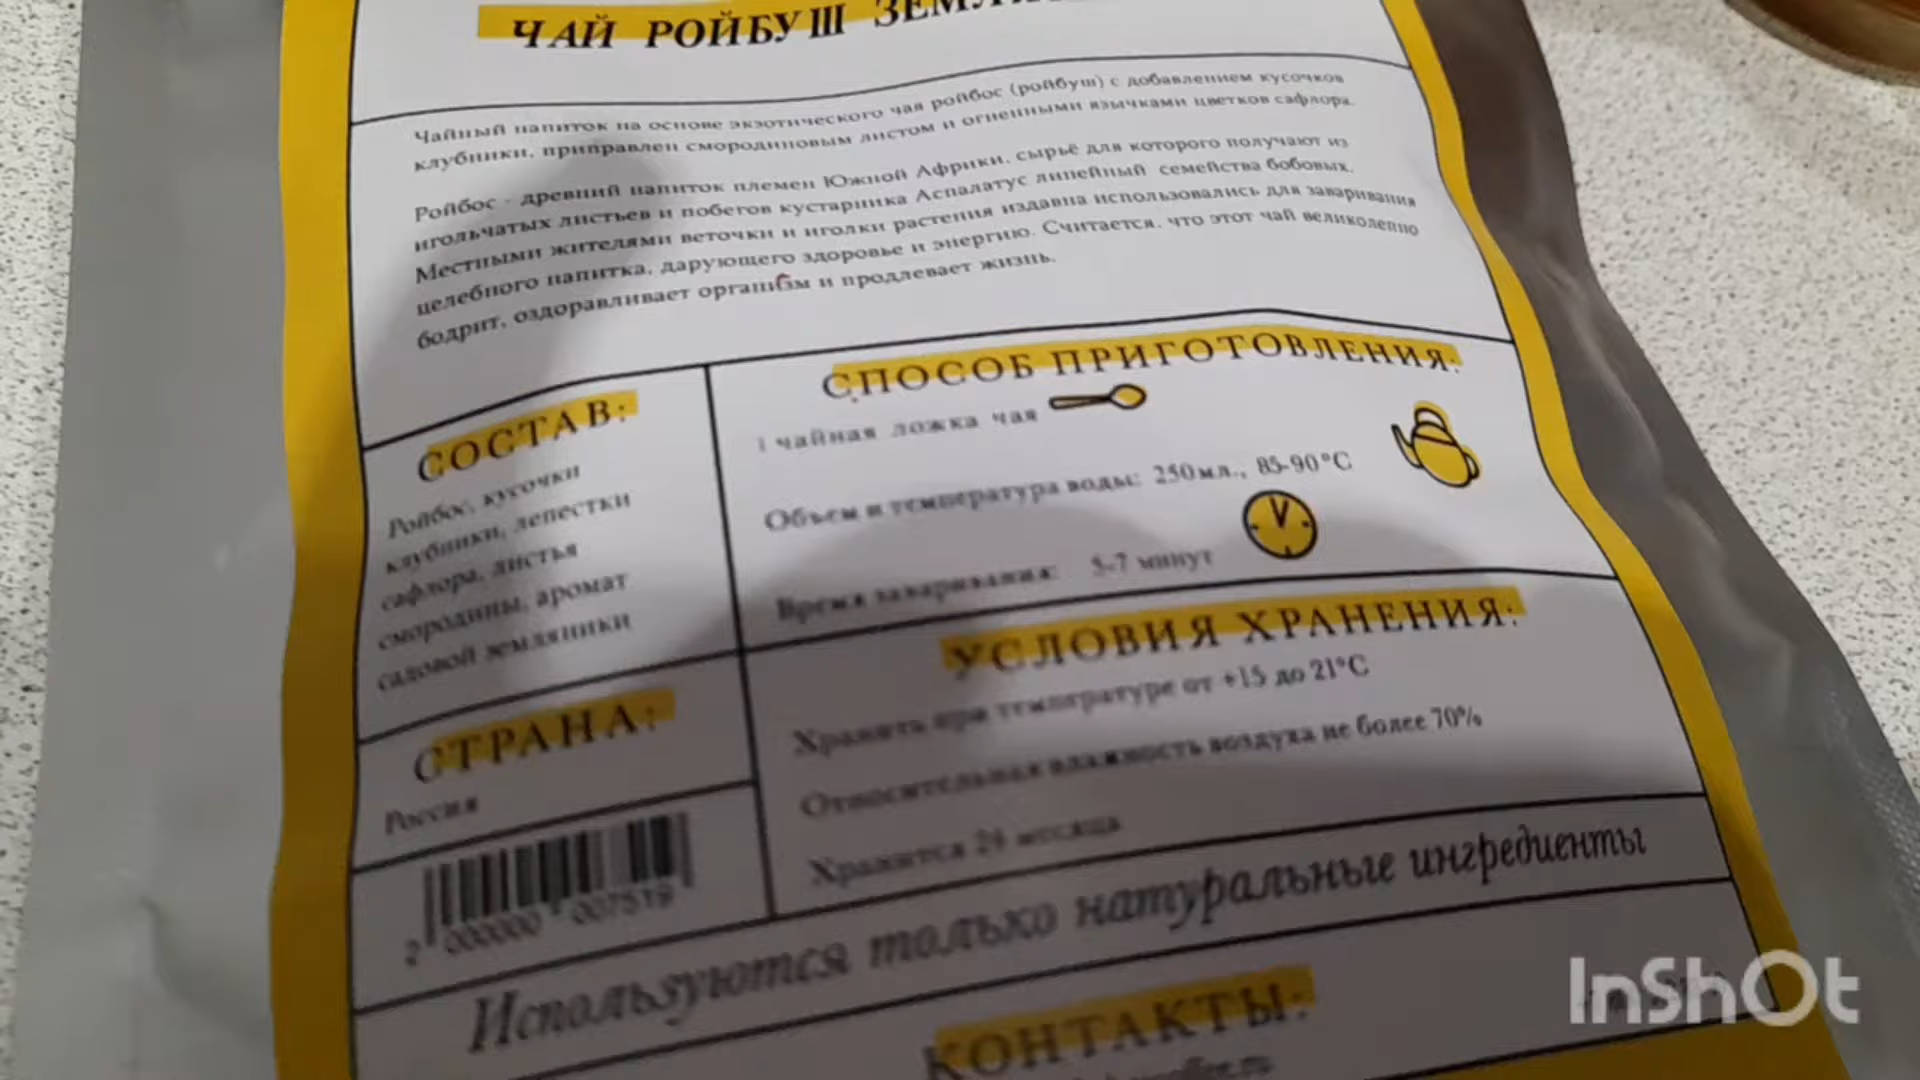 ЧАЙ РОЙБУШ
Чайный напиток на основе экзотического чая ройбос (ройбуш) с добавлением кусочков
клубники, приправлен смородиновым листом и огненными язычками цветков сафлора.
Ройбос - древний напиток племен Южной Африки, сырьё для которого получают из
игольчатых листьев и побегов кустарника Аспалатус линейный семейства бобовых.
Местными жителями веточки и иголки растения издавна использовались для заваривания
целебного напитка, дарующего здоровье и энергию. Считается, что этот чай великолепно
бодрит, оздоравливает организм и продлевает жизнь.
СОСТАВ:
Ройбос, кусочки
клубники, лепестки
сафлора, листья
смородины, аромат
садовой земляники
СТРАНА:
Россия
2 000000 007519
СПОСОБ ПРИГОТОВЛЕНИЯ:
1 чайная ложка чая
Объем и температура воды: 250мл., 85-90°C
Время заваривания: 5-7 минут
УСЛОВИЯ ХРАНЕНИЯ:
Хранить при температуре от +15 до 21°C
Относительная влажность воздуха не более 70%
Хранится 24 месяца
Используются только натуральные ингредиенты
КОНТАКТЫ:
InShOt